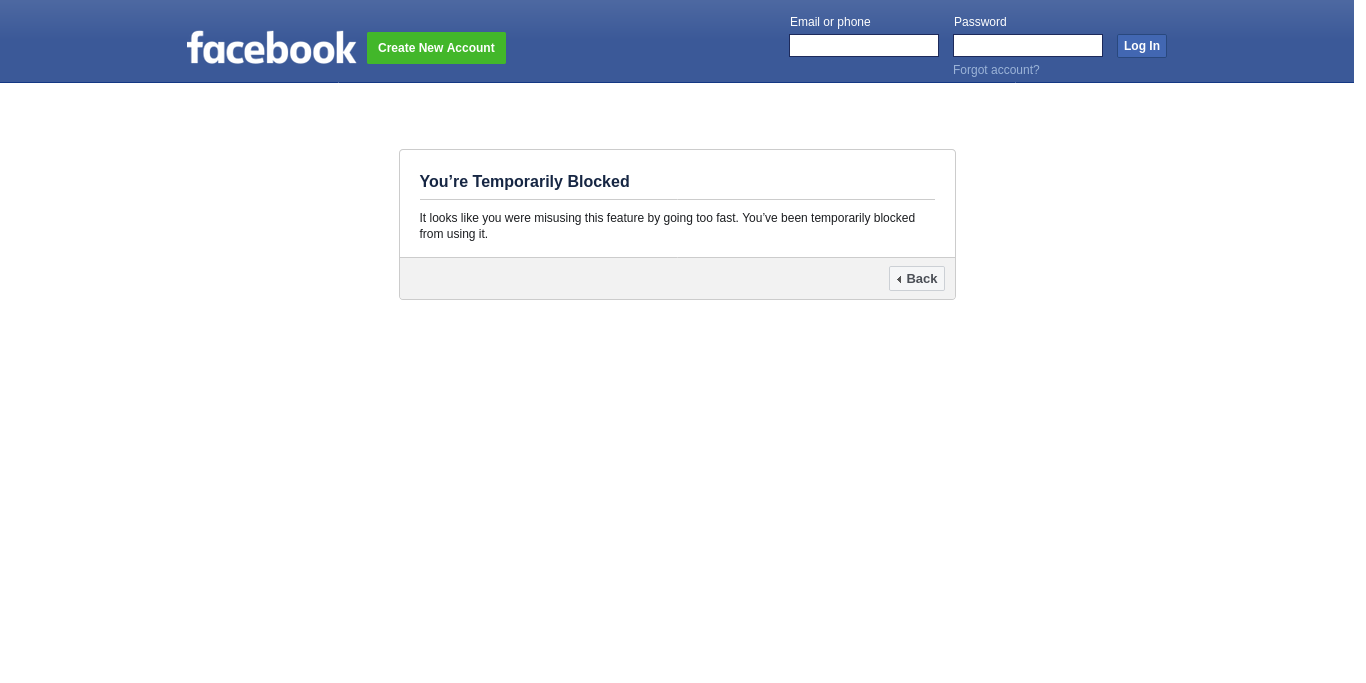 Email or phone
Password
facebook
Create New Account
Log In
Forgot account?
You’re Temporarily Blocked
It looks like you were misusing this feature by going too fast. You’ve been temporarily blocked
from using it.
Back